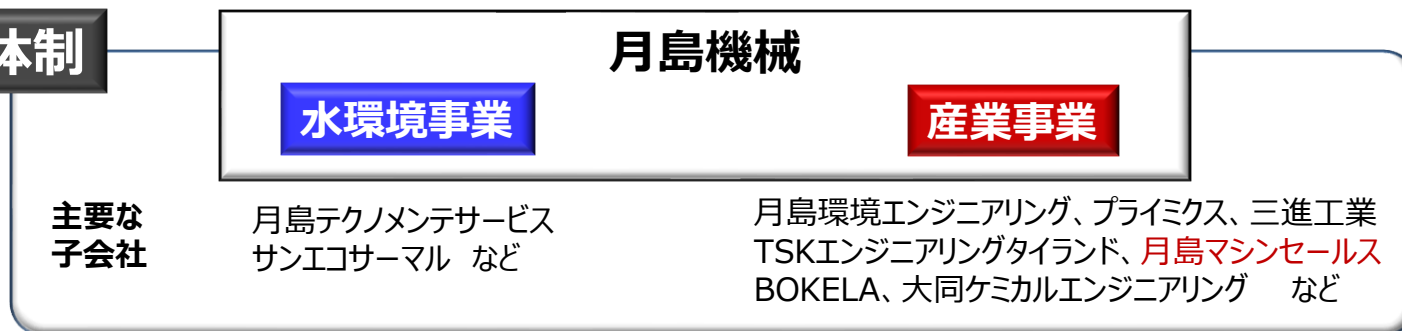 体制
月島機械
水環境事業
産業事業
主要な
子会社
月島テクノメンテサービス
サンエコサーマル など
月島環境エンジニアリング、プライミクス、三進工業
TSKエンジニアリングタイランド、月島マシンセールス
BOKELA、大同ケミカルエンジニアリング など